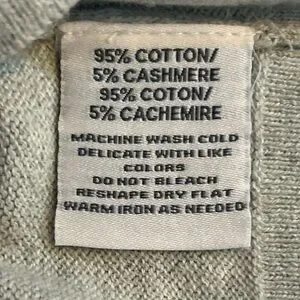 95% COTTON/
5% CASHMERE
95% COTON/
5% CACHEMIRE
MACHINE WASH COLD
DELICATE WITH LIKE
COLORS
DO NOT BLEACH
RESHAPE DRY FLAT
WARM IRON AS NEEDED